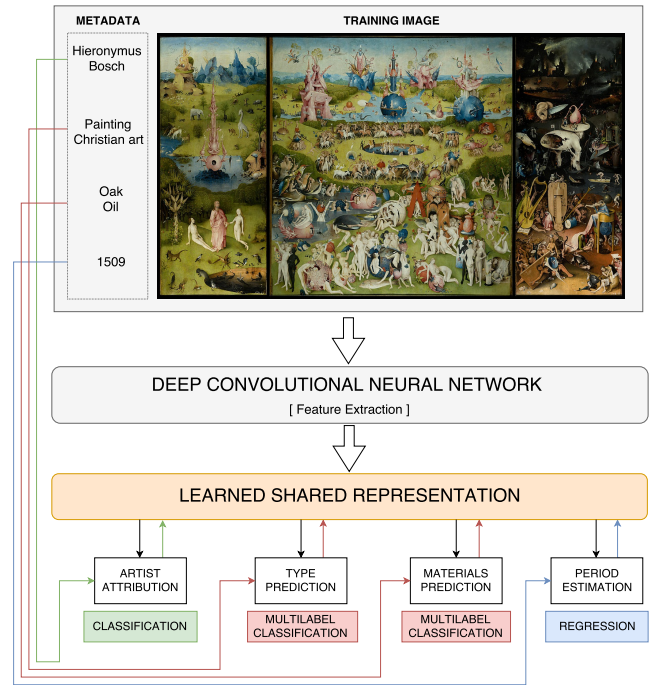 METADATA
TRAINING IMAGE
Hieronymus
Bosch
Painting
Christian art
Oak
Oil
1509
DEEP CONVOLUTIONAL NEURAL NETWORK
[ Feature Extraction ]
LEARNED SHARED REPRESENTATION
ARTIST
ATTRIBUTION
TYPE
PREDICTION
MATERIALS
PREDICTION
PERIOD
ESTIMATION
CLASSIFICATION
MULTILABEL
CLASSIFICATION
MULTILABEL
CLASSIFICATION
REGRESSION